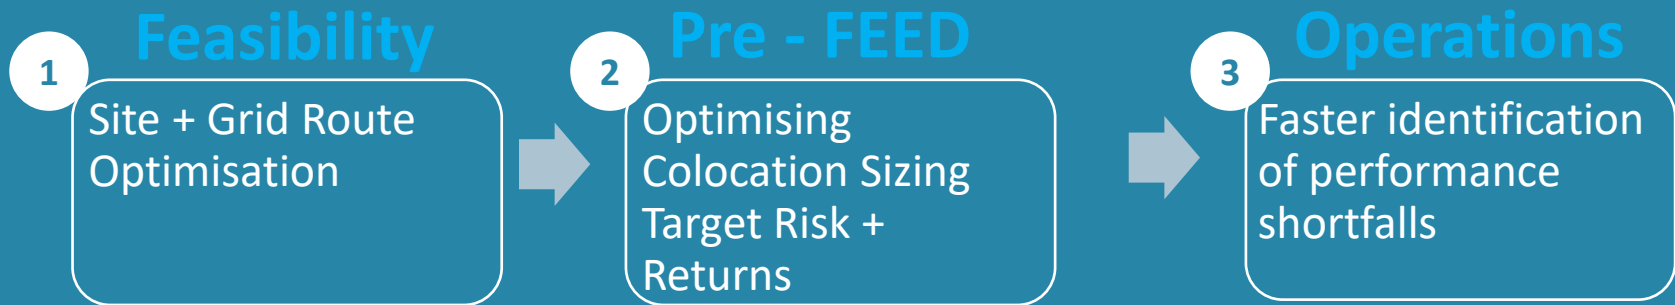 Feasibility
1
Site + Grid Route
Optimisation
Pre - FEED
2
Optimising
Colocation Sizing
Target Risk +
Returns
Operations
3
Faster identification
of performance
shortfalls